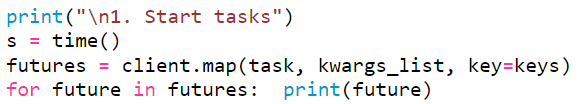 print("\n1. Start tasks")
s = time()
futures = client.map(task, kwargs_list, key=keys)
for future in futures:  print(future)